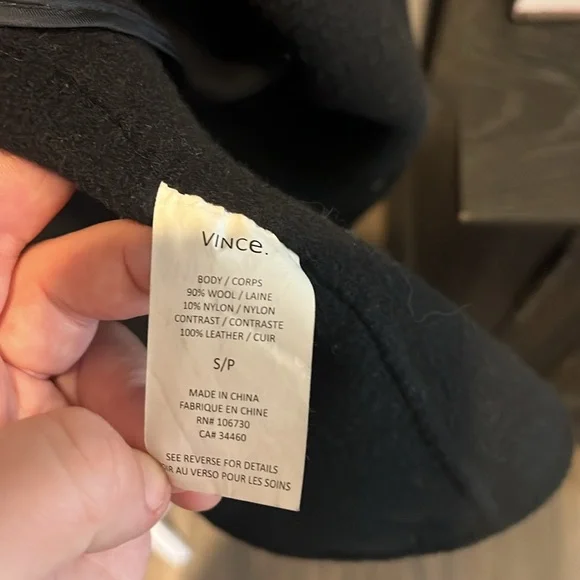 VINCE.
BODY / CORPS
90% WOOL / LAINE
10% NYLON / NYLON
CONTRAST / CONTRASTE
100% LEATHER / CUIR
S/P
MADE IN CHINA
FABRIQUE EN CHINE
RN# 106730
CA# 34460
SEE REVERSE FOR DETAILS
AU VERSO POUR LES SOINS